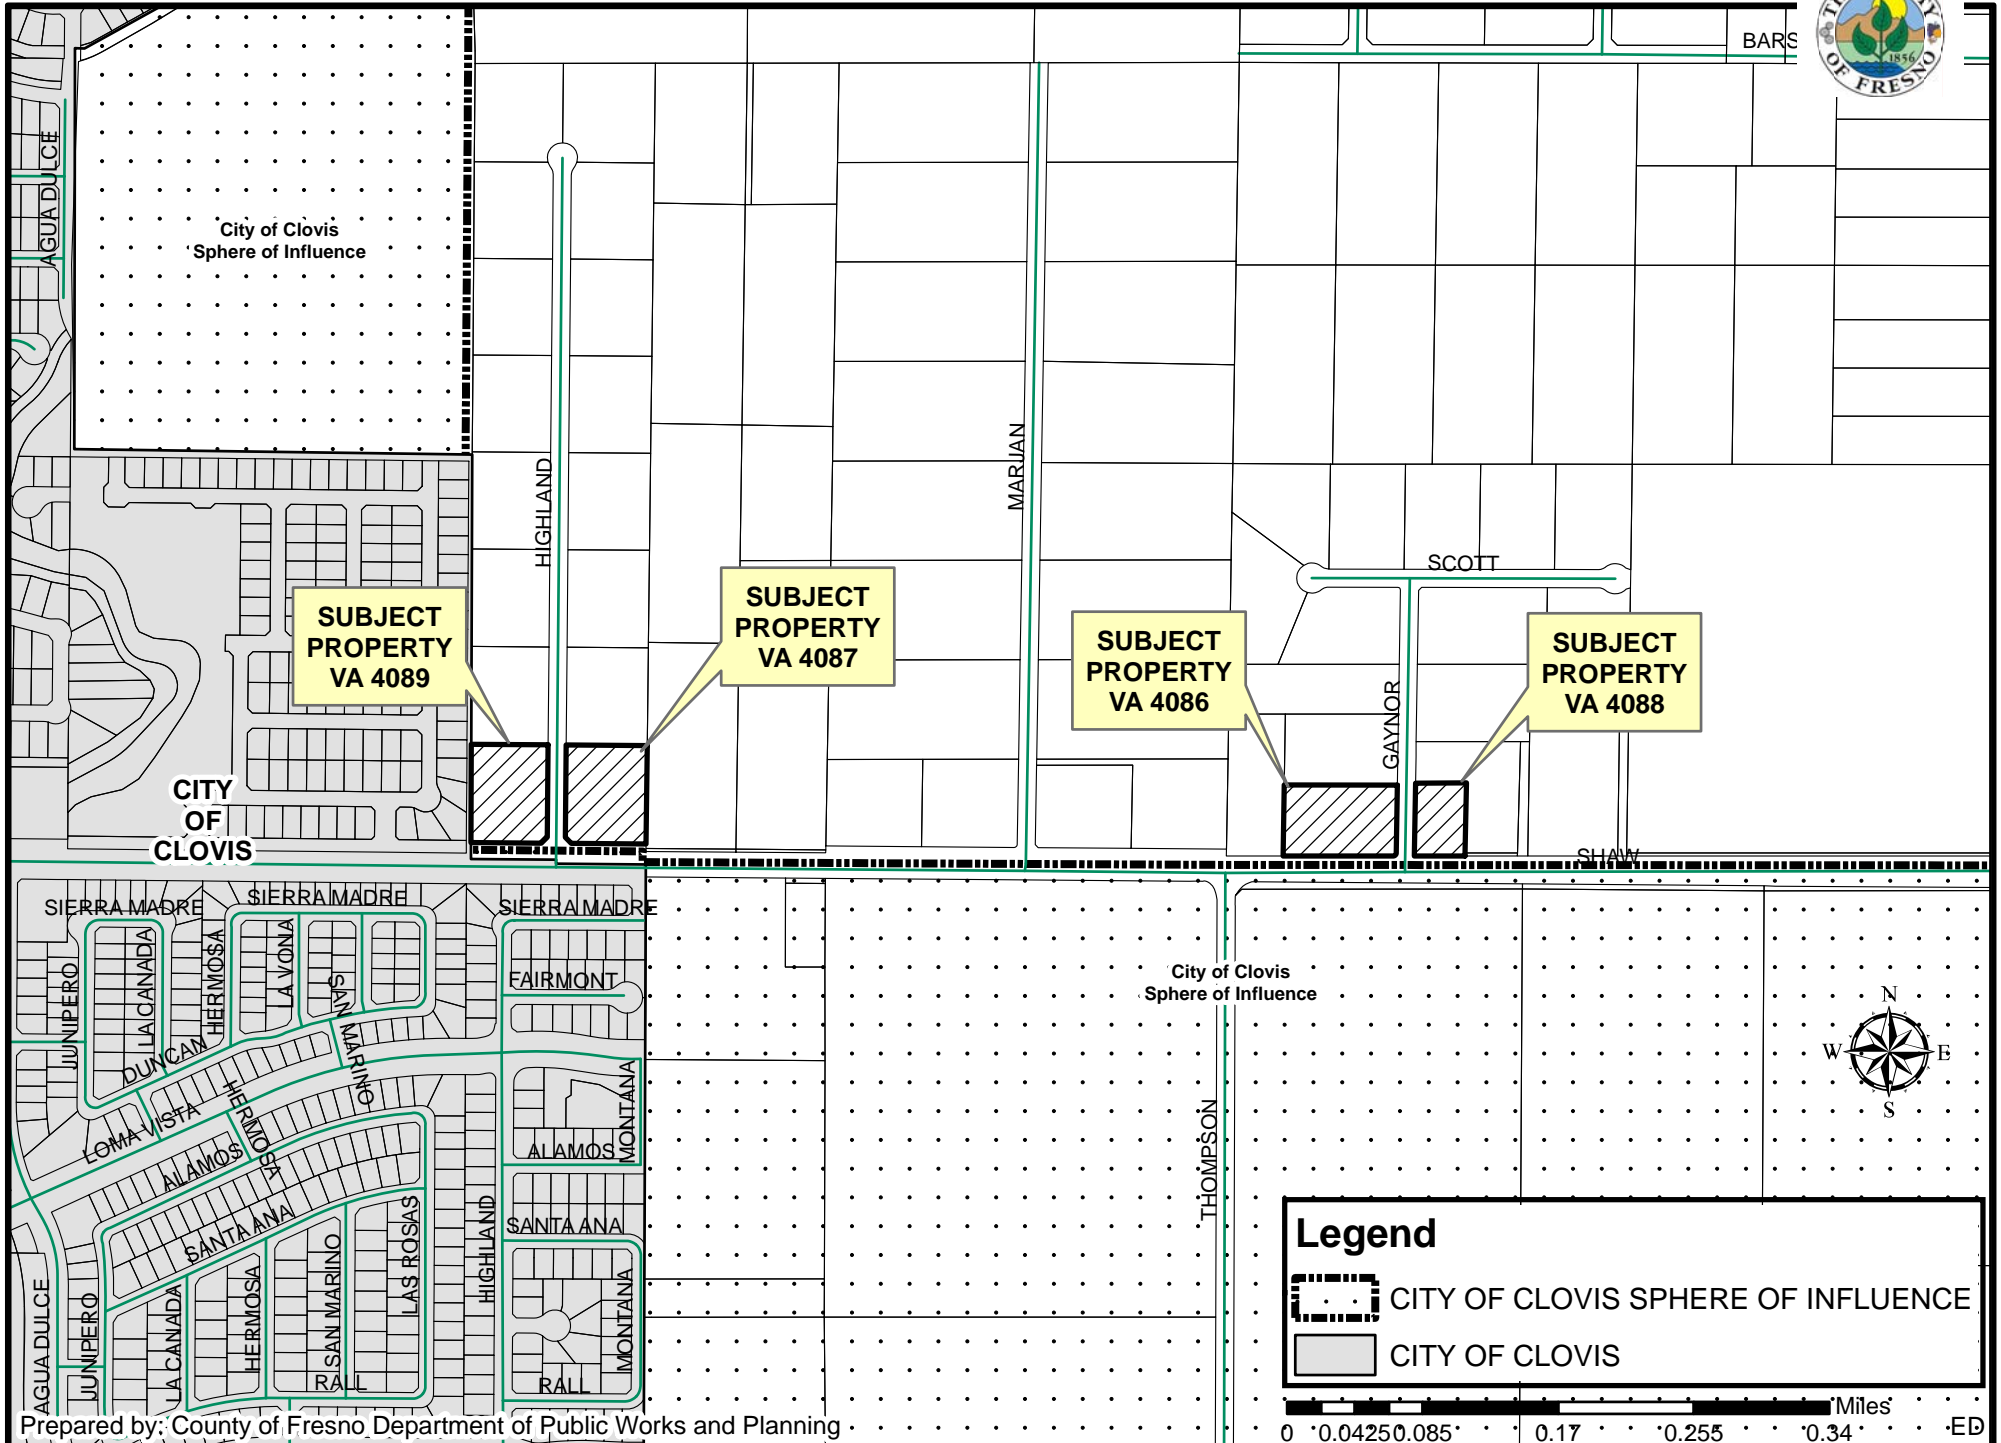 BARS
1856
OF FRESNO
AGUA DULCE
City of Clovis
Sphere of Influence
HIGHLAND
MARJAN
SCOTT
SUBJECT
PROPERTY
VA 4089
SUBJECT
PROPERTY
VA 4087
SUBJECT
PROPERTY
VA 4086
SUBJECT
PROPERTY
VA 4088
GAYNOR
CITY
OF
CLOVIS
SHAW
SIERRA MADRE
SIERRA MADRE
SIERRA MADRE
JUNIPERO
LA CANADA
HERMOSA
LA VONA
SAN MARINO
FAIRMONT
DUNCAN
LOMA VISTA
HERMOSA
ALAMOS
ALAMOS
MONTANA
SANTA ANA
SANTA ANA
City of Clovis
Sphere of Influence
THOMPSON
N
W
E
S
AGUA DULCE
JUNIPERO
LA CANADA
HERMOSA
SAN MARINO
LAS ROSAS
HIGHLAND
MONTANA
RALL
RALL
Legend
CITY OF CLOVIS SPHERE OF INFLUENCE
CITY OF CLOVIS
Miles
0 0.0425 0.085 0.17 0.255 0.34
Prepared by: County of Fresno Department of Public Works and Planning
ED